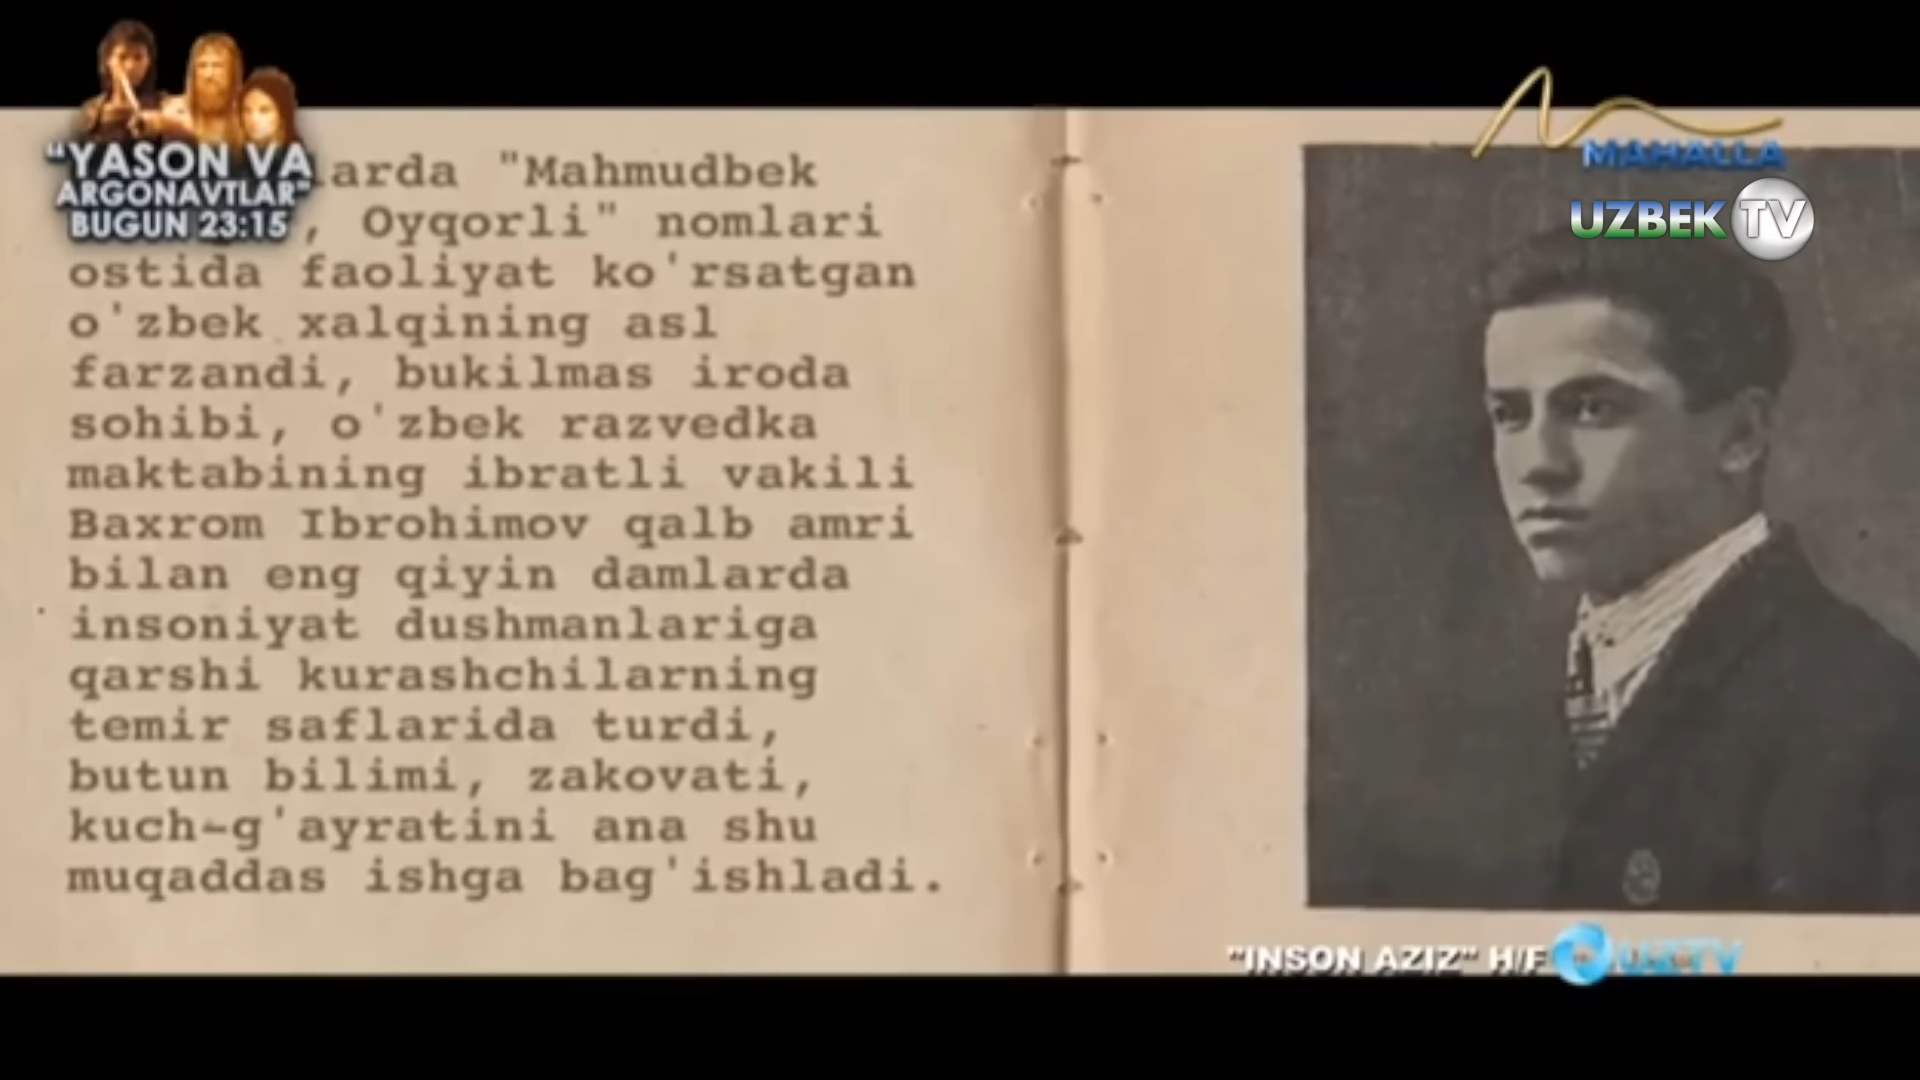 "YASON VA
ARGONAVTLAR"
BUGUN 23:15
MAHALLA
UZBEK TV
"Mahmudbek
, Oyqorli" nomlari
ostida faoliyat ko'rsatgan
o'zbek xalqining asl
farzandi, bukilmas iroda
sohibi, o'zbek razvedka
maktabining ibratli vakili
Baxrom Ibrohimov qalb amri
bilan eng qiyin damlarda
insoniyat dushmanlariga
qarshi kurashchilarning
temir saflarida turdi,
butun bilimi, zakovati,
kuch-g'ayratini ana shu
muqaddas ishga bag'ishladi.
"INSON AZIZ" H/F